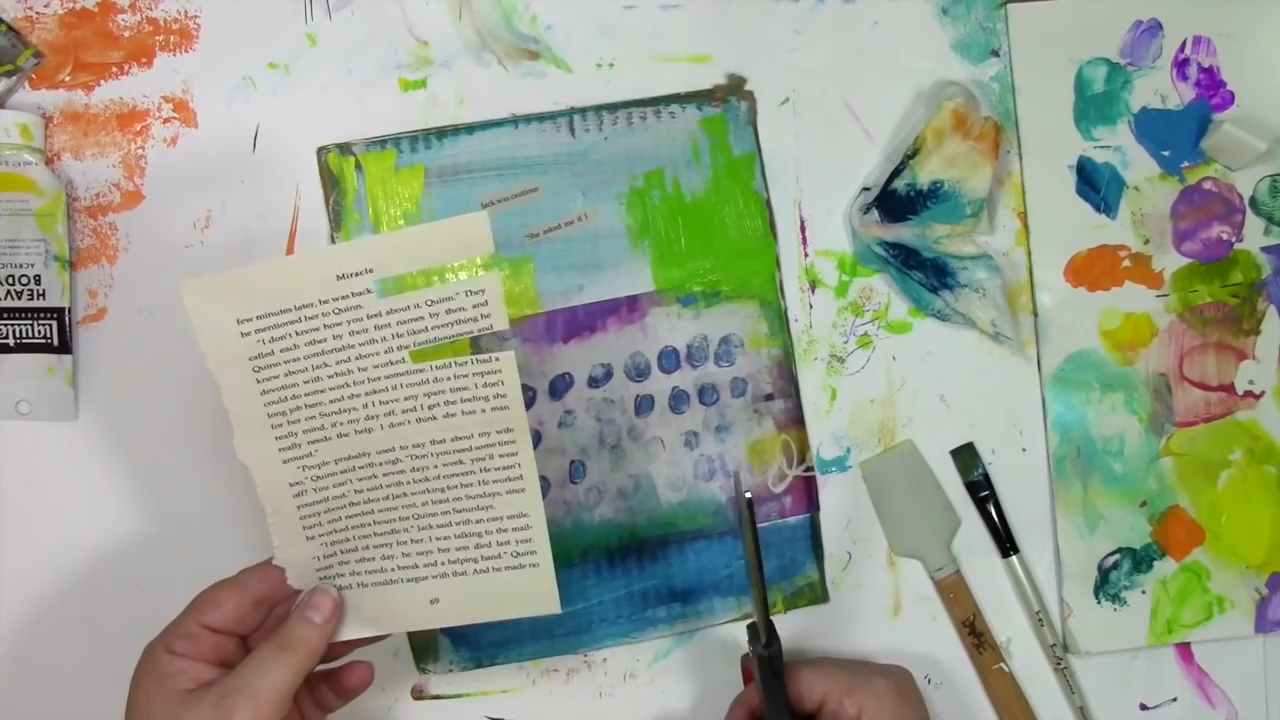 Jack was cautious
"She asked me if I
Miracle
few minutes later, he was back
he mentioned her to Quinn.
"I don't know how you feel about it, Quinn." They
called each other by their first names by then, and
Quinn was comfortable with it. He liked everything he
knew about Jack, and above all the fastidiousness and
devotion with which he worked.
could do some work for her sometime. I told her I had a
long job here, and she asked if I could do a few repairs
for her on Sundays, if I have any spare time. I don't
really mind, it's my day off, and I get the feeling she
really needs the help. I don't think she has a man
around."
"People probably used to say that about my wife
too," Quinn said with a sigh. "Don't you need some time
off? You can't work seven days a week, you'll wear
yourself out," he said with a look of concern. He wasn't
crazy about the idea of Jack working for her. He worked
hard, and needed some rest, at least on Sundays, since
he worked extra hours for Quinn on Saturdays.
"I think I can handle it," Jack said with an easy smile.
"I feel kind of sorry for her. I was talking to the mail-
man the other day, he says her son died last year.
Maybe she needs a break and a helping hand." Quinn
He couldn't argue with that. And he made no
69
HEAVY
BODY
ACRYLIC
Liquitex